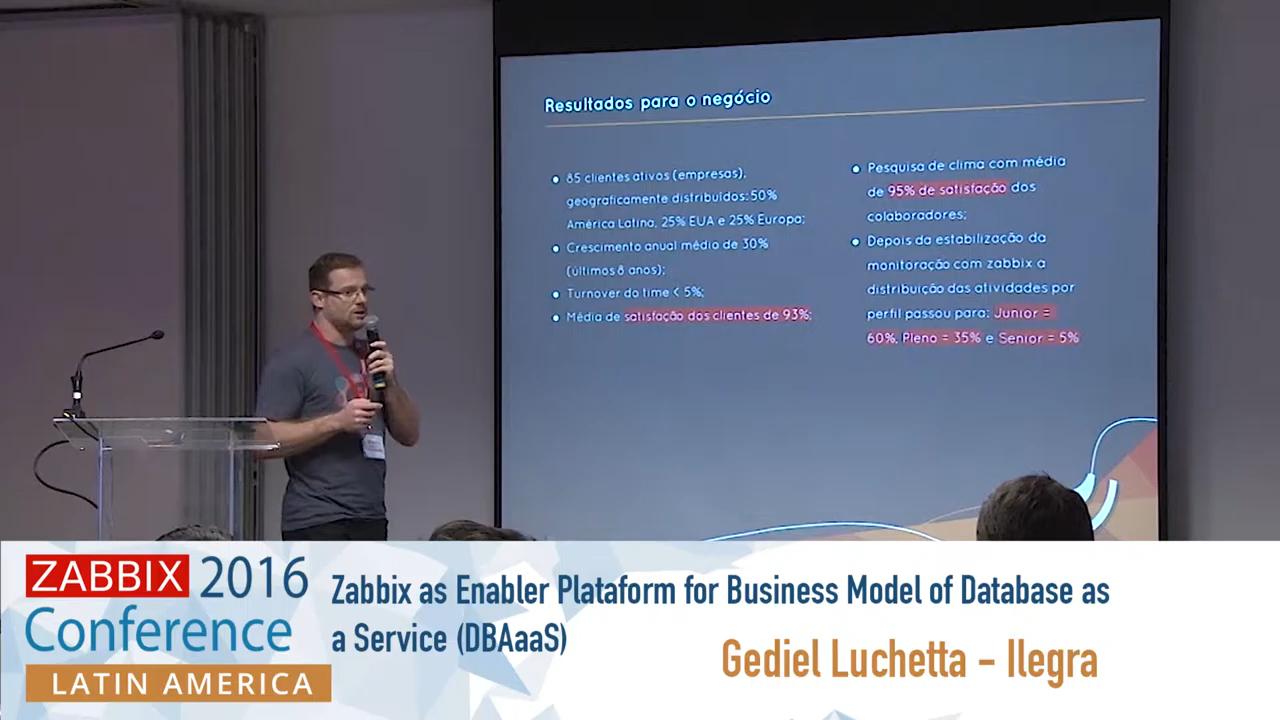 Resultados para o negócio
85 clientes ativos (empresas),
geograficamente distribuídos: 50%
América Latina, 25% EUA e 25% Europa;
Crescimento anual médio de 30%
(últimos 8 anos);
Turnover do time < 5%;
Média de satisfação dos clientes de 93%;
Pesquisa de clima com média
de 95% de satisfação dos
colaboradores;
Depois da estabilização da
monitoração com zabbix a
distribuição das atividades por
perfil passou para: Junior =
60%, Pleno = 35% e Senior = 5%
ZABBIX 2016
Conference
LATIN AMERICA
Zabbix as Enabler Plataform for Business Model of Database as
a Service (DBAaaS)
Gediel Luchetta - Ilegra